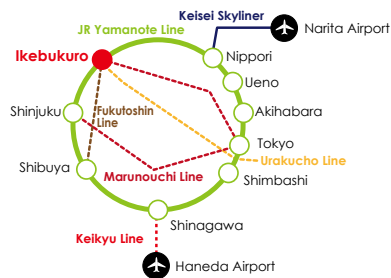 Keisei Skyliner
JR Yamanote Line
Narita Airport
Ikebukuro
Nippori
Ueno
Shinjuku
Fukutoshin
Line
Akihabara
Tokyo
Urakucho Line
Shibuya
Marunouchi Line
Shimbashi
Shinagawa
Keikyu Line
Haneda Airport